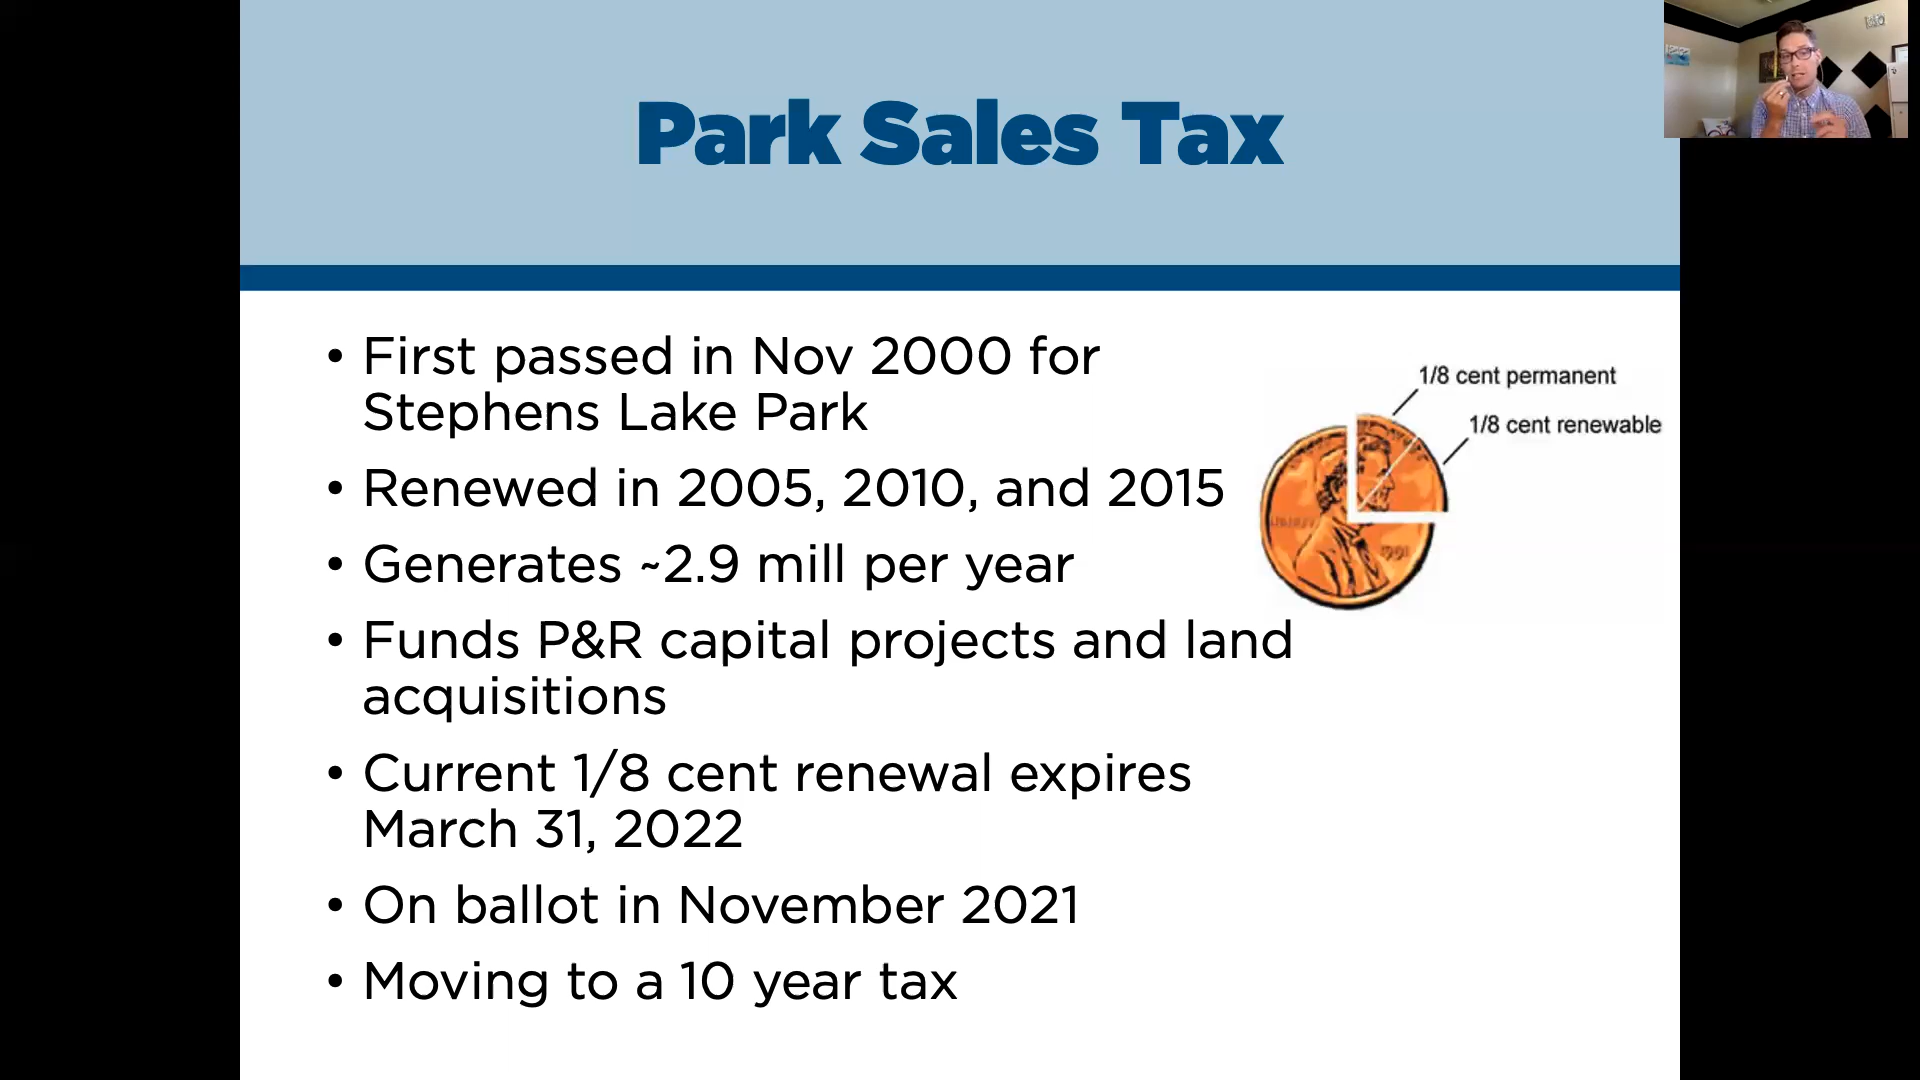 Park Sales Tax
• First passed in Nov 2000 for
Stephens Lake Park
• Renewed in 2005, 2010, and 2015
• Generates ~2.9 mill per year
• Funds P&R capital projects and land
acquisitions
• Current 1/8 cent renewal expires
March 31, 2022
• On ballot in November 2021
• Moving to a 10 year tax
1/8 cent permanent
1/8 cent renewable
LIBERTY
1991